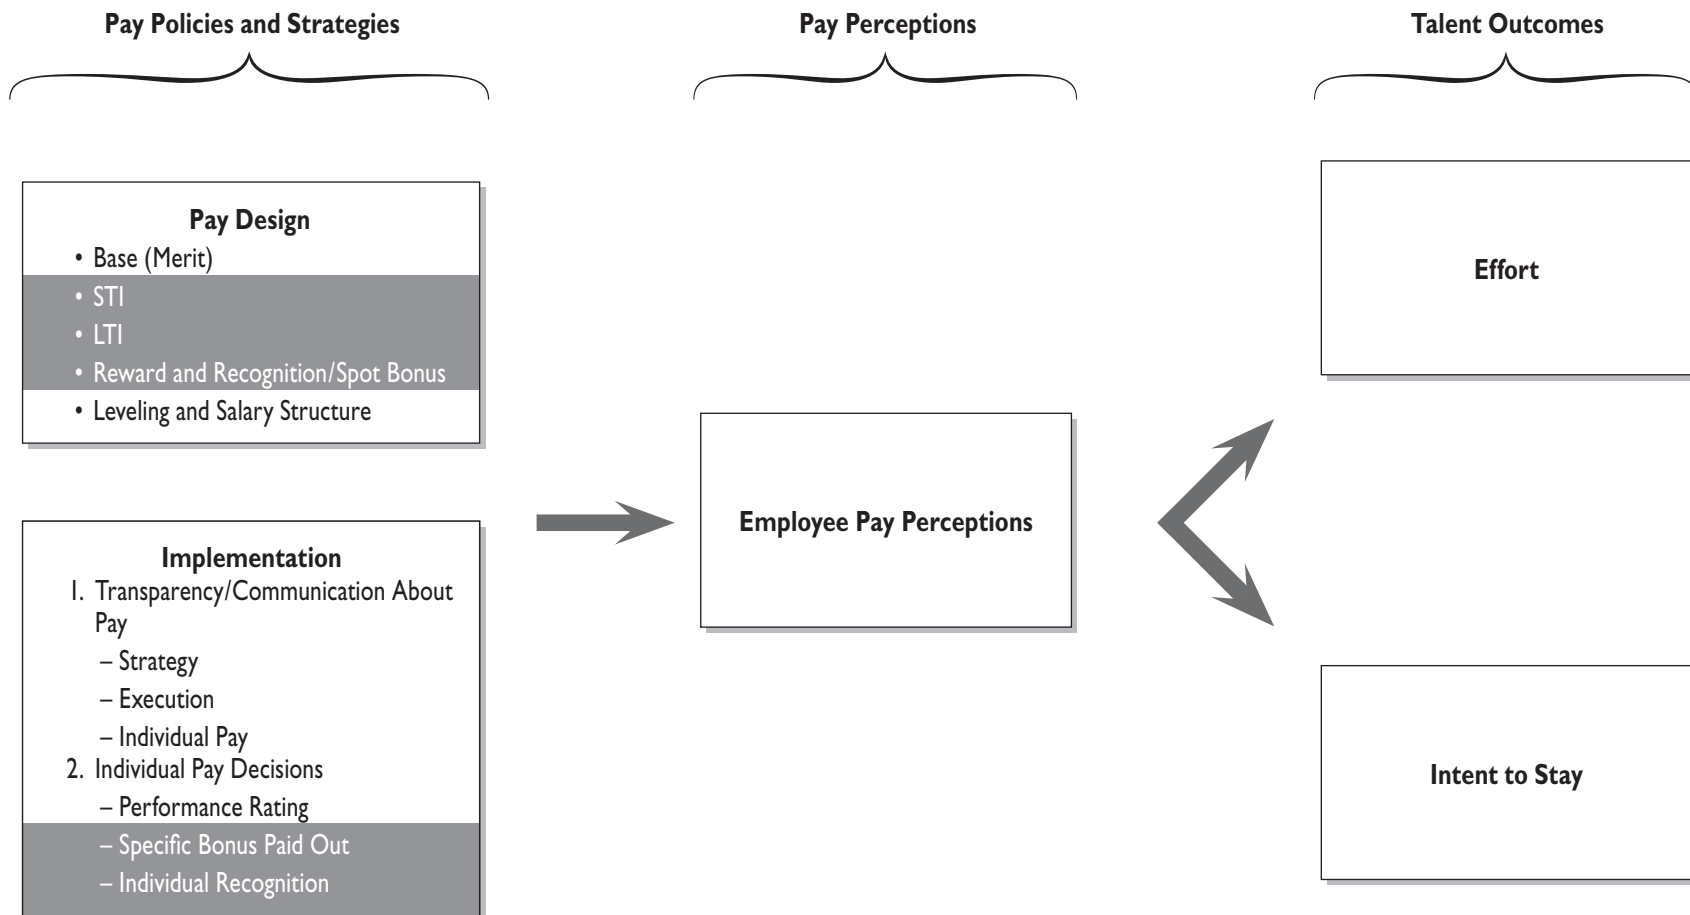 Pay Policies and Strategies
Pay Perceptions
Talent Outcomes
Pay Design
• Base (Merit)
• STI
• LTI
• Reward and Recognition/Spot Bonus
• Leveling and Salary Structure
Implementation
1. Transparency/Communication About
Pay
– Strategy
– Execution
– Individual Pay
2. Individual Pay Decisions
– Performance Rating
– Specific Bonus Paid Out
– Individual Recognition
Employee Pay Perceptions
Effort
Intent to Stay